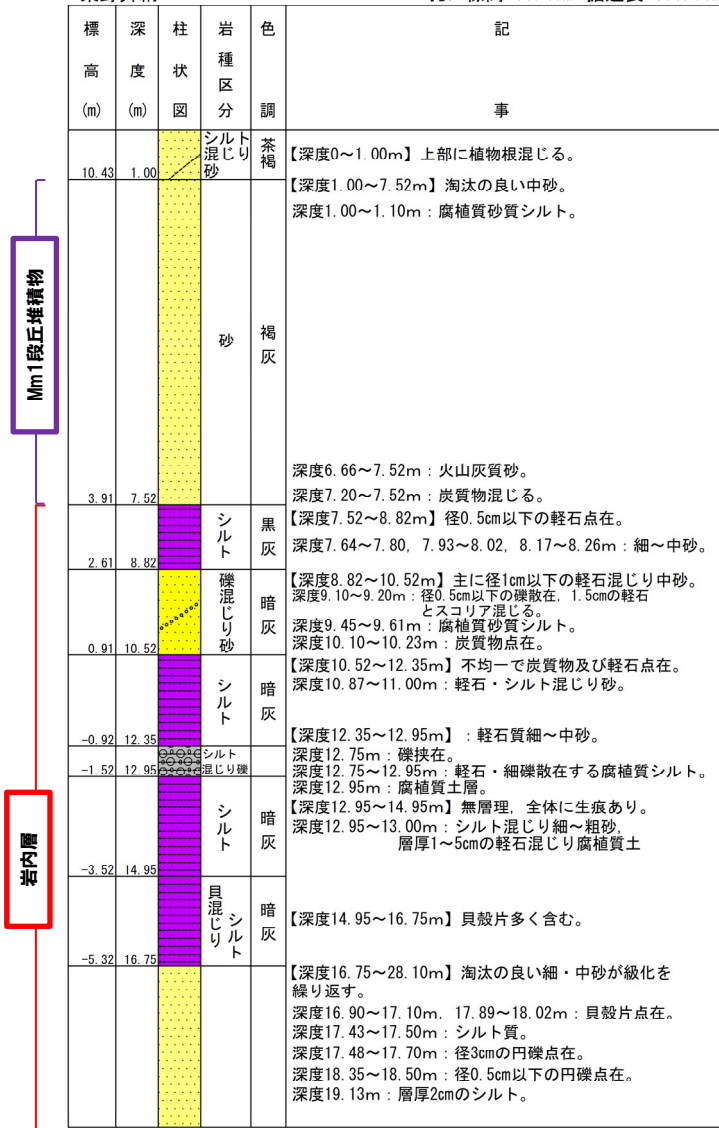 標高(m)
深度(m)
柱状図
岩種区分
色調
記事
Mm1段丘堆積物
岩内層
10.43 1.00
シルト混じり砂
茶褐
【深度0～1.00m】上部に植物根混じる。
3.91 7.52
砂
褐灰
【深度1.00～7.52m】淘汰の良い中砂。
深度1.00～1.10m：腐植質砂質シルト。
深度6.66～7.52m：火山灰質砂。
深度7.20～7.52m：炭質物混じる。
2.61 8.82
シルト
黒灰
【深度7.52～8.82m】径0.5cm以下の軽石点在。
深度7.64～7.80, 7.93～8.02, 8.17～8.26m：細～中砂。
0.91 10.52
礫混じり砂
暗灰
【深度8.82～10.52m】主に径1cm以下の軽石混じり中砂。
深度9.10～9.20m：径0.5cm以下の礫散在, 1.5cmの軽石
とスコリア混じる。
深度9.45～9.61m：腐植質砂質シルト。
深度10.10～10.23m：炭質物点在。
-0.92 12.35
シルト
暗灰
【深度10.52～12.35m】不均一で炭質物及び軽石点在。
深度10.87～11.00m：軽石・シルト混じり砂。
-1.52 12.95
シルト
混じり礫
【深度12.35～12.95m】：軽石質細～中砂。
深度12.75m：礫挟在。
深度12.75～12.95m：軽石・細礫散在する腐植質シルト。
深度12.95m：腐植質土層。
-3.52 14.95
シルト
暗灰
【深度12.95～14.95m】無層理, 全体に生痕あり。
深度12.95～13.00m：シルト混じり細～粗砂,
層厚1～5cmの軽石混じり腐植質土
-5.32 16.75
貝混じりシルト
暗灰
【深度14.95～16.75m】貝殻片多く含む。
【深度16.75～28.10m】淘汰の良い細・中砂が級化を
繰り返す。
深度16.90～17.10m, 17.89～18.02m：貝殻片点在。
深度17.43～17.50m：シルト質。
深度17.48～17.70m：径3cmの円礫点在。
深度18.35～18.50m：径0.5cm以下の円礫点在。
深度19.13m：層厚2cmのシルト。